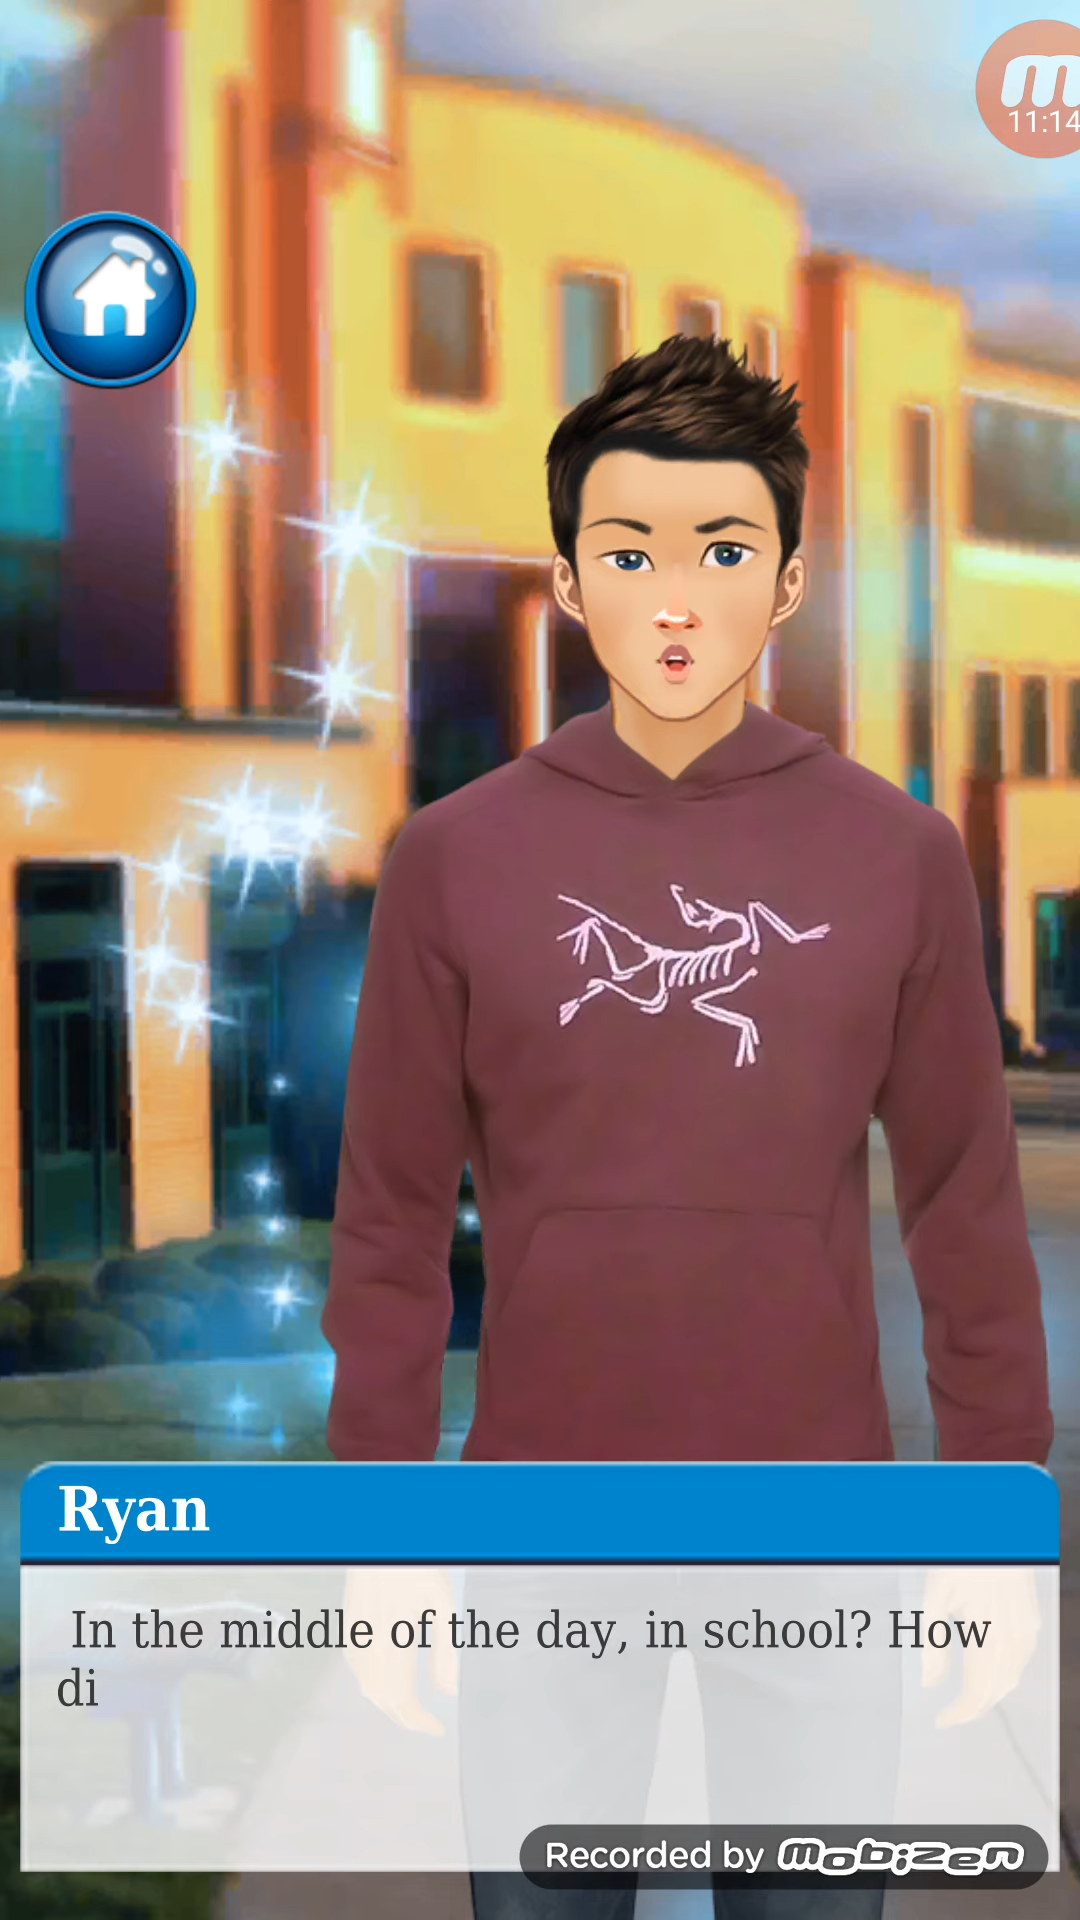 m
11:14
Ryan
In the middle of the day, in school? How
di
Recorded by mobizen